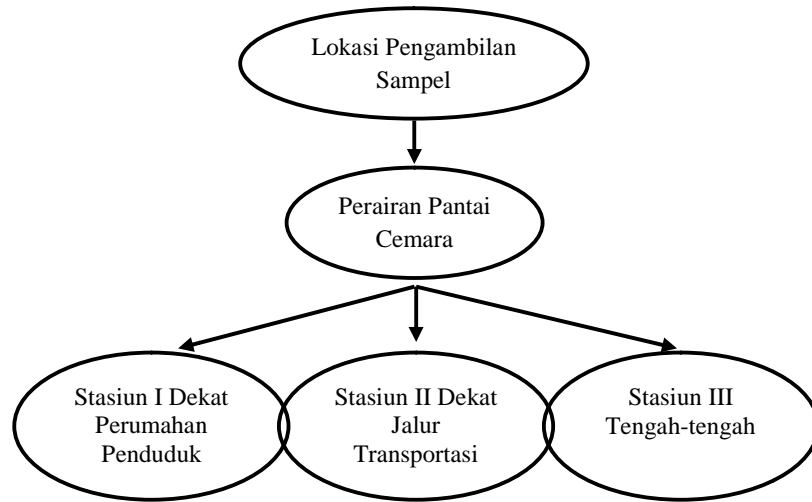 Lokasi Pengambilan
Sampel
Perairan Pantai
Cemara
Stasiun I Dekat
Perumahan
Penduduk
Stasiun II Dekat
Jalur
Transportasi
Stasiun III
Tengah-tengah